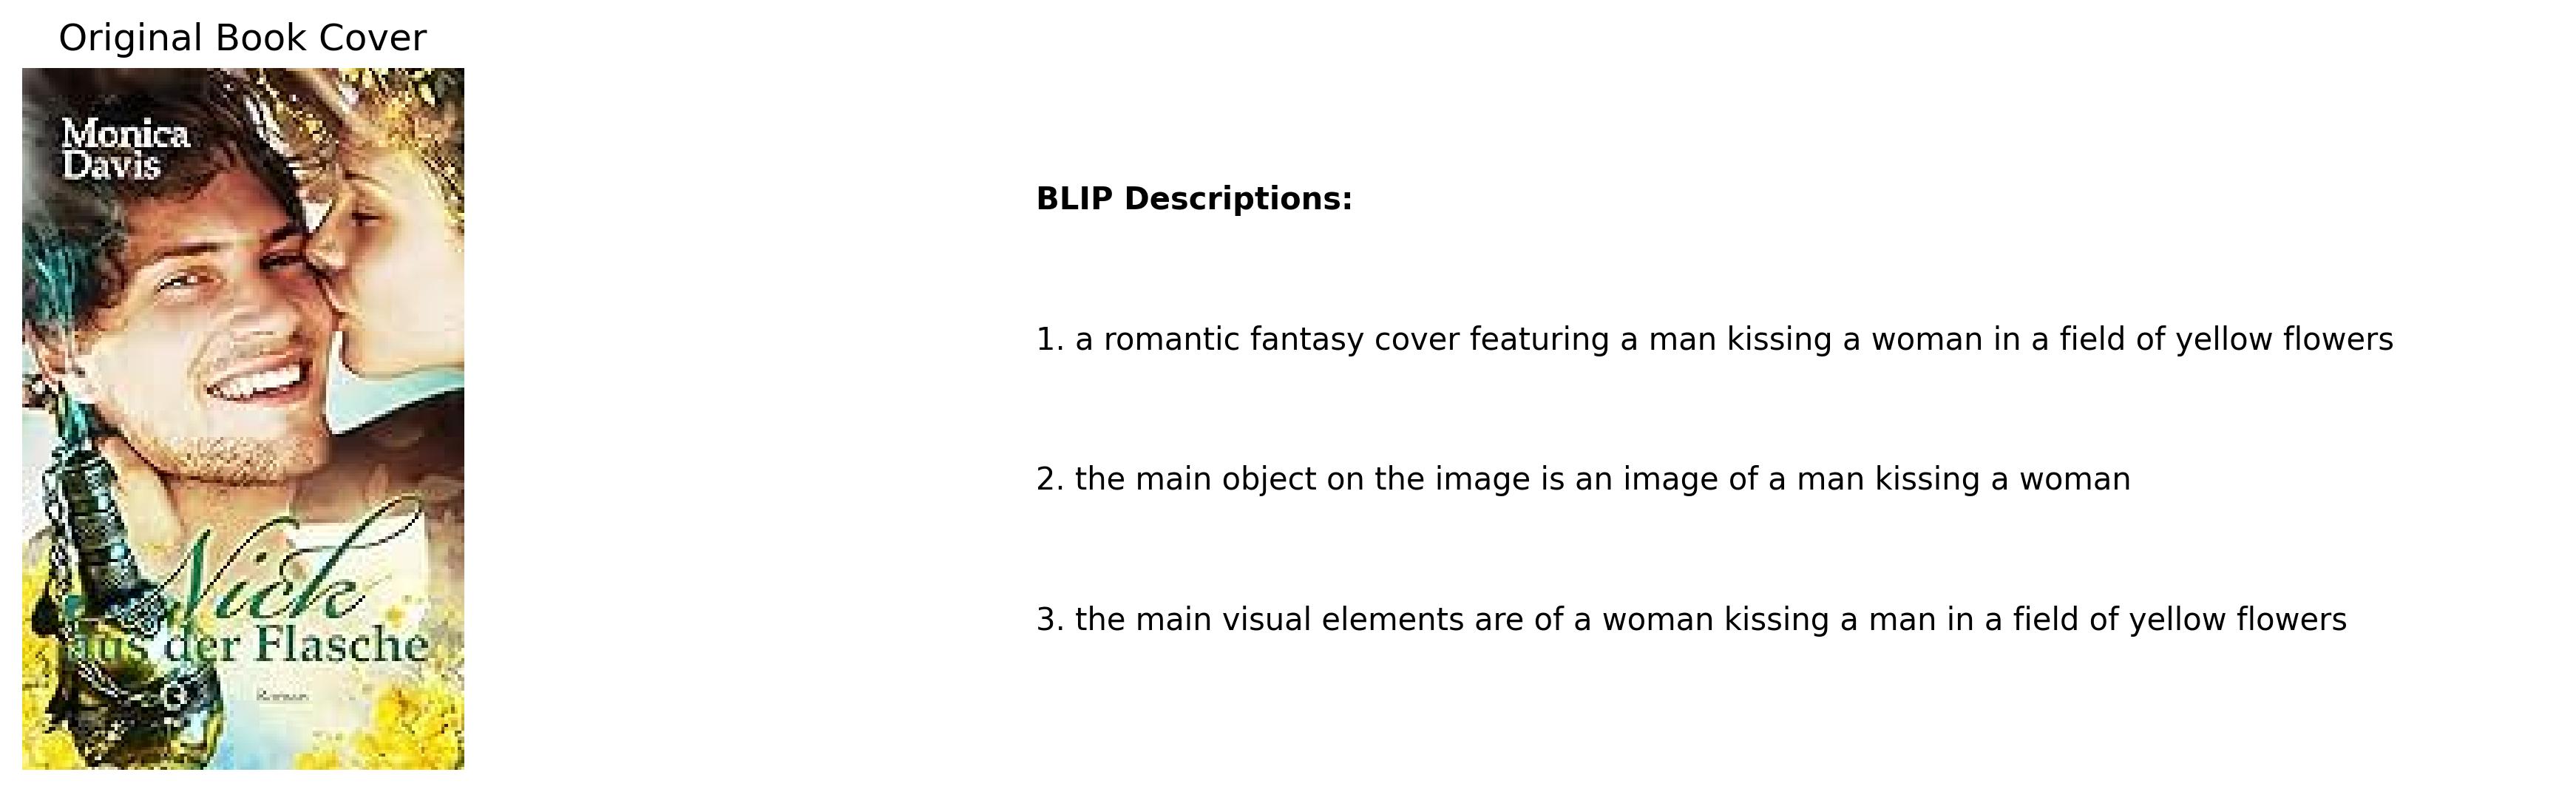 Original Book Cover
Monica
Davis
Nick
aus der Flasche
Roman
BLIP Descriptions:
1. a romantic fantasy cover featuring a man kissing a woman in a field of yellow flowers
2. the main object on the image is an image of a man kissing a woman
3. the main visual elements are of a woman kissing a man in a field of yellow flowers